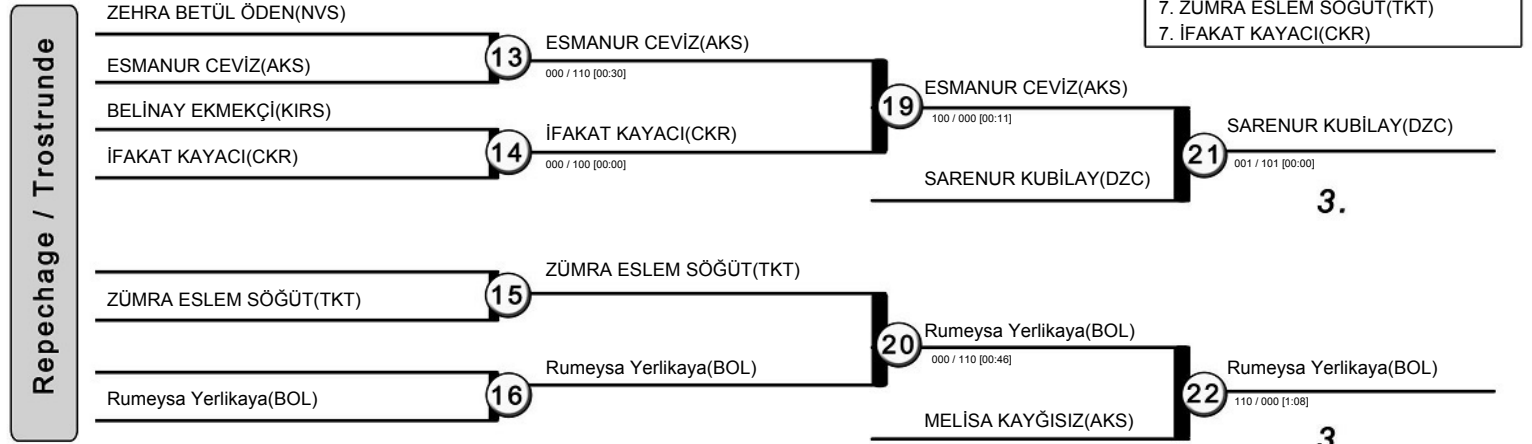 Repechage / Trostrunde
ZEHRA BETÜL ÖDEN(NVS)
ESMANUR CEVİZ(AKS)
BELİNAY EKMEKÇİ(KIRS)
İFAKAT KAYACI(CKR)
13
ESMANUR CEVİZ(AKS)
000 / 110 [00:30]
14
İFAKAT KAYACI(CKR)
000 / 100 [00:00]
19
ESMANUR CEVİZ(AKS)
100 / 000 [00:11]
SARENUR KUBİLAY(DZC)
21
SARENUR KUBİLAY(DZC)
001 / 101 [00:00]
3.
7. ZÜMRA ESLEM SÖĞÜT(TKT)
7. İFAKAT KAYACI(CKR)
ZÜMRA ESLEM SÖĞÜT(TKT)
Rumeysa Yerlikaya(BOL)
15
ZÜMRA ESLEM SÖĞÜT(TKT)
16
Rumeysa Yerlikaya(BOL)
20
Rumeysa Yerlikaya(BOL)
000 / 110 [00:46]
MELİSA KAYĞISIZ(AKS)
22
Rumeysa Yerlikaya(BOL)
110 / 000 [1:08]
3